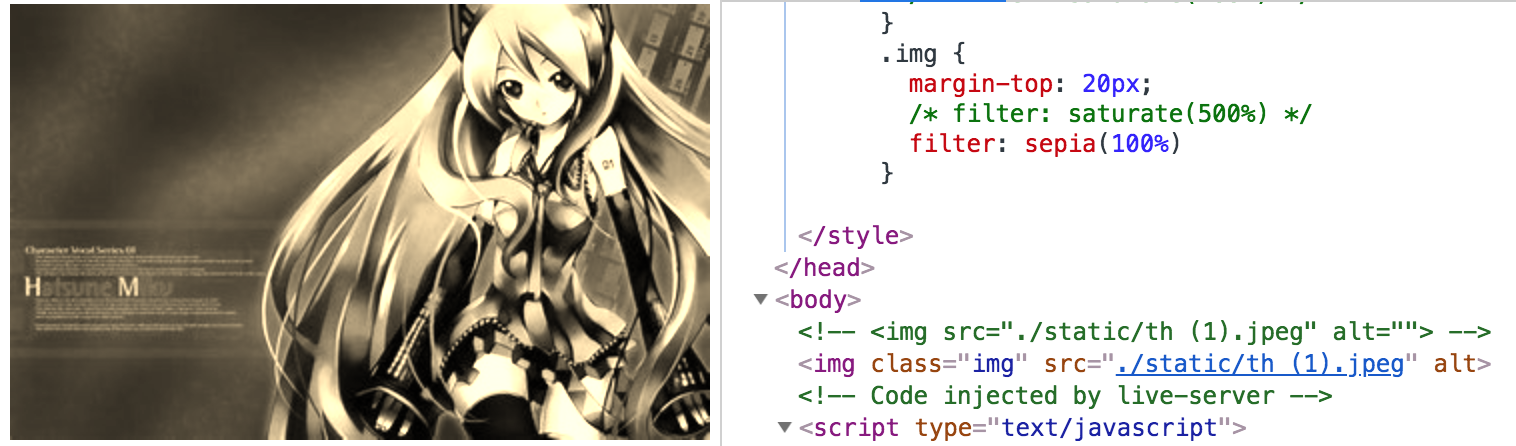 Character Vocal Series 01
Hatsune Miku
01
}
.img {
margin-top: 20px;
/* filter: saturate(500%) */
filter: sepia(100%)
}
</style>
</head>
▼<body>
<!-- <img src="./static/th (1).jpeg" alt=""> -->
<img class="img" src="./static/th (1).jpeg" alt>
<!-- Code injected by live-server -->
▼<script type="text/javascript">